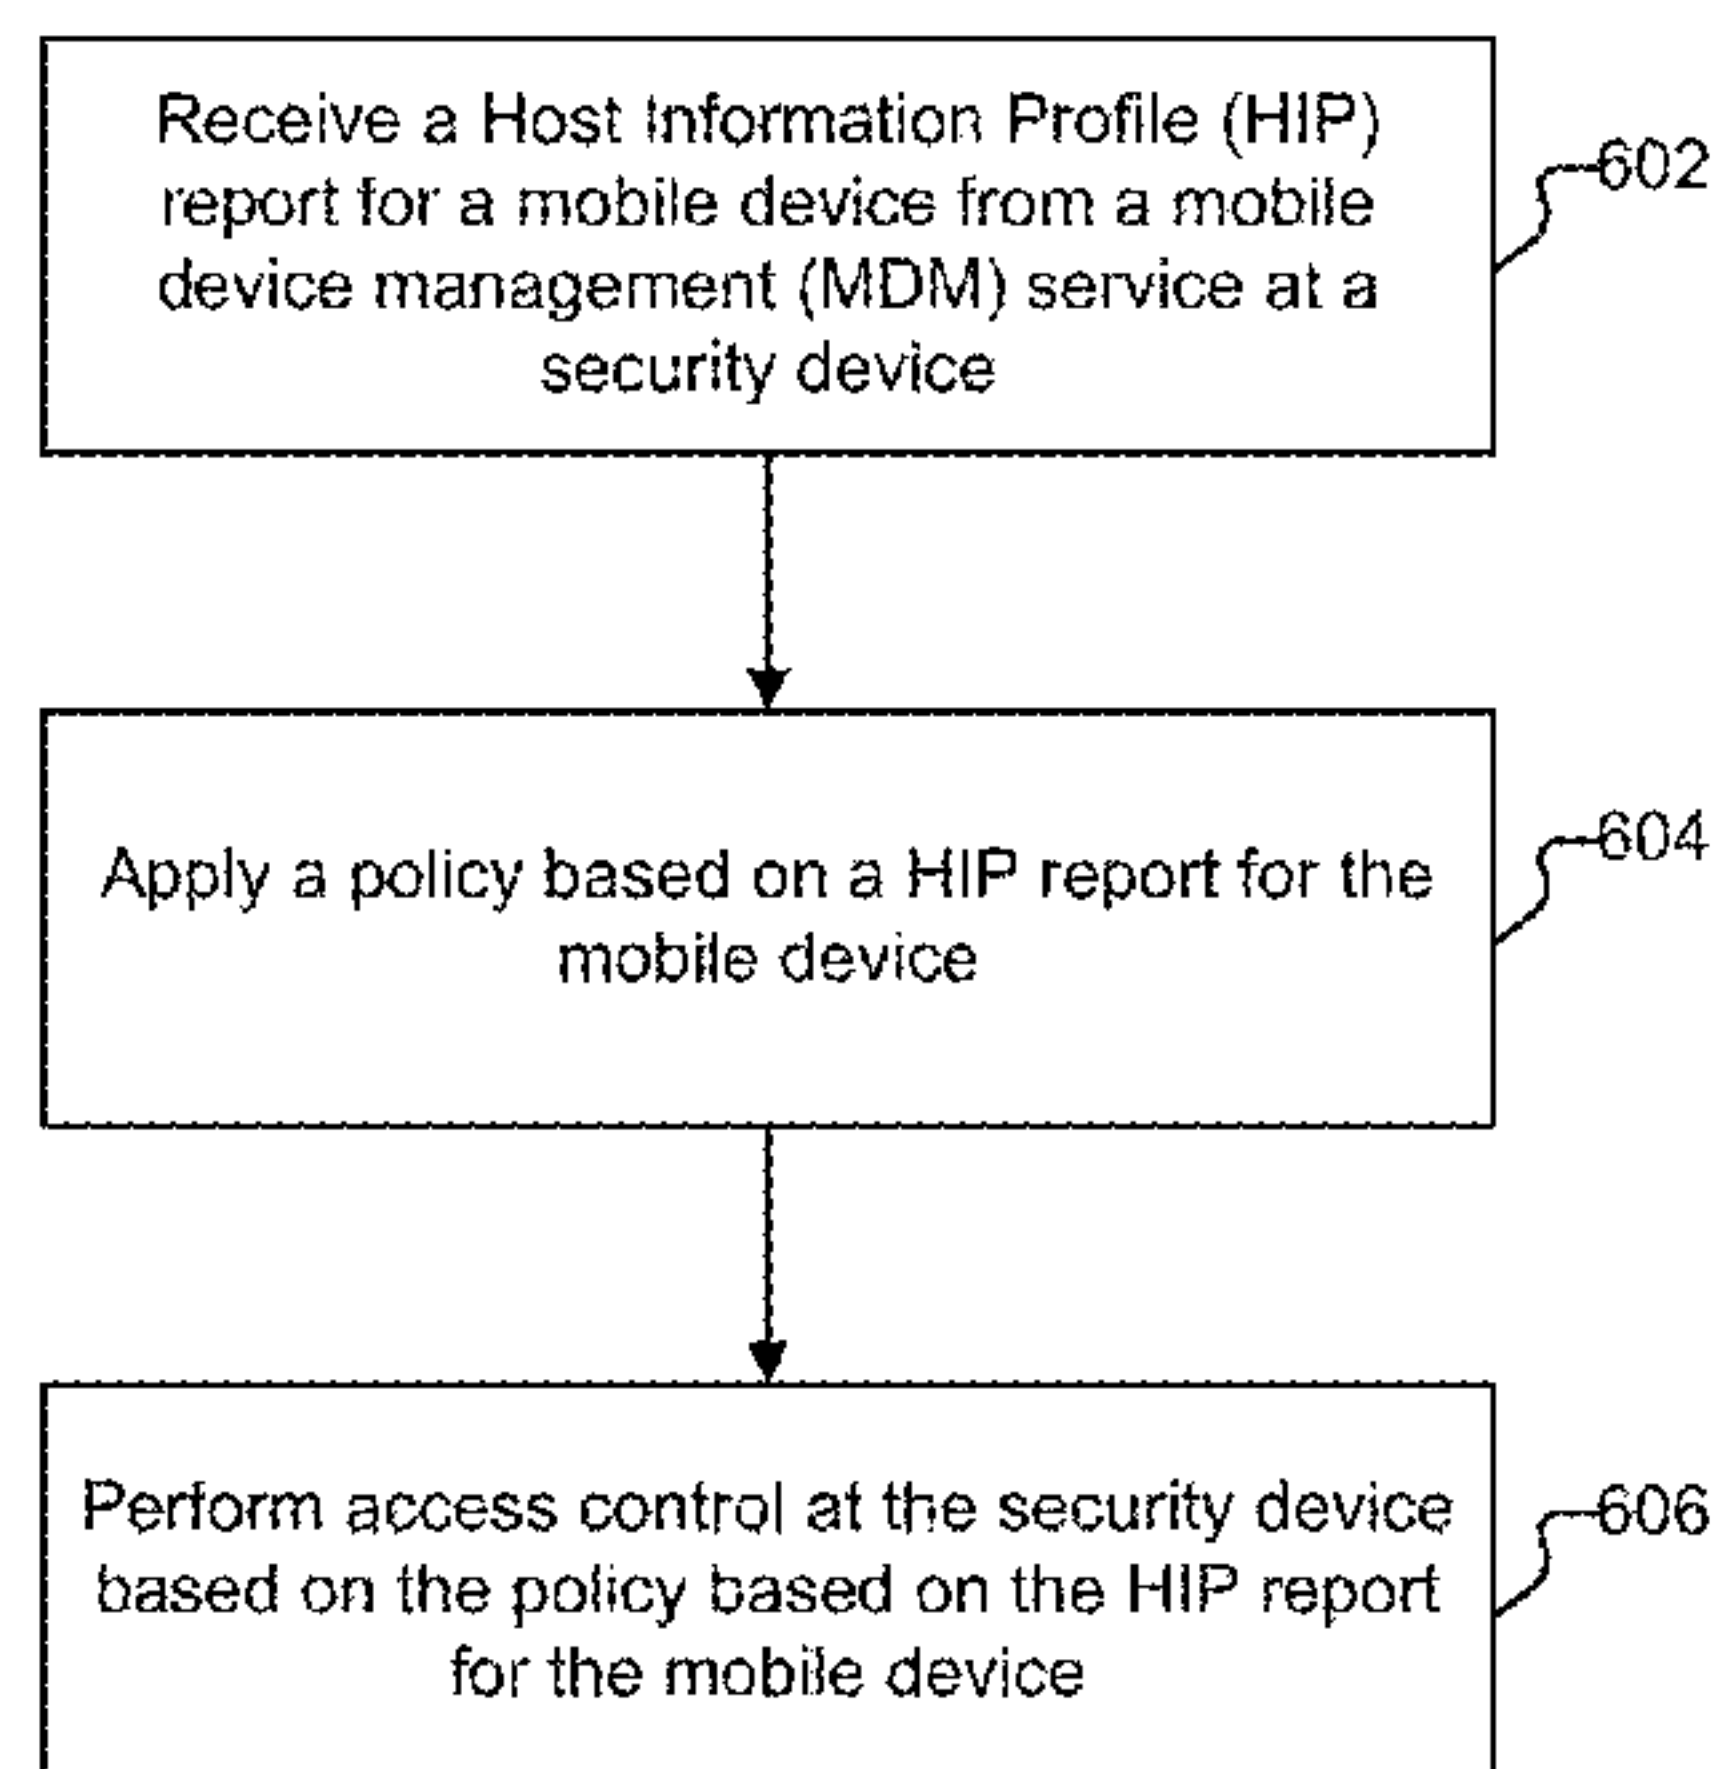 Receive a Host Information Profile (HIP)
report for a mobile device from a mobile
device management (MDM) service at a
security device
602
Apply a policy based on a HIP report for the
mobile device
604
Perform access control at the security device
based on the policy based on the HIP report
for the mobile device
606